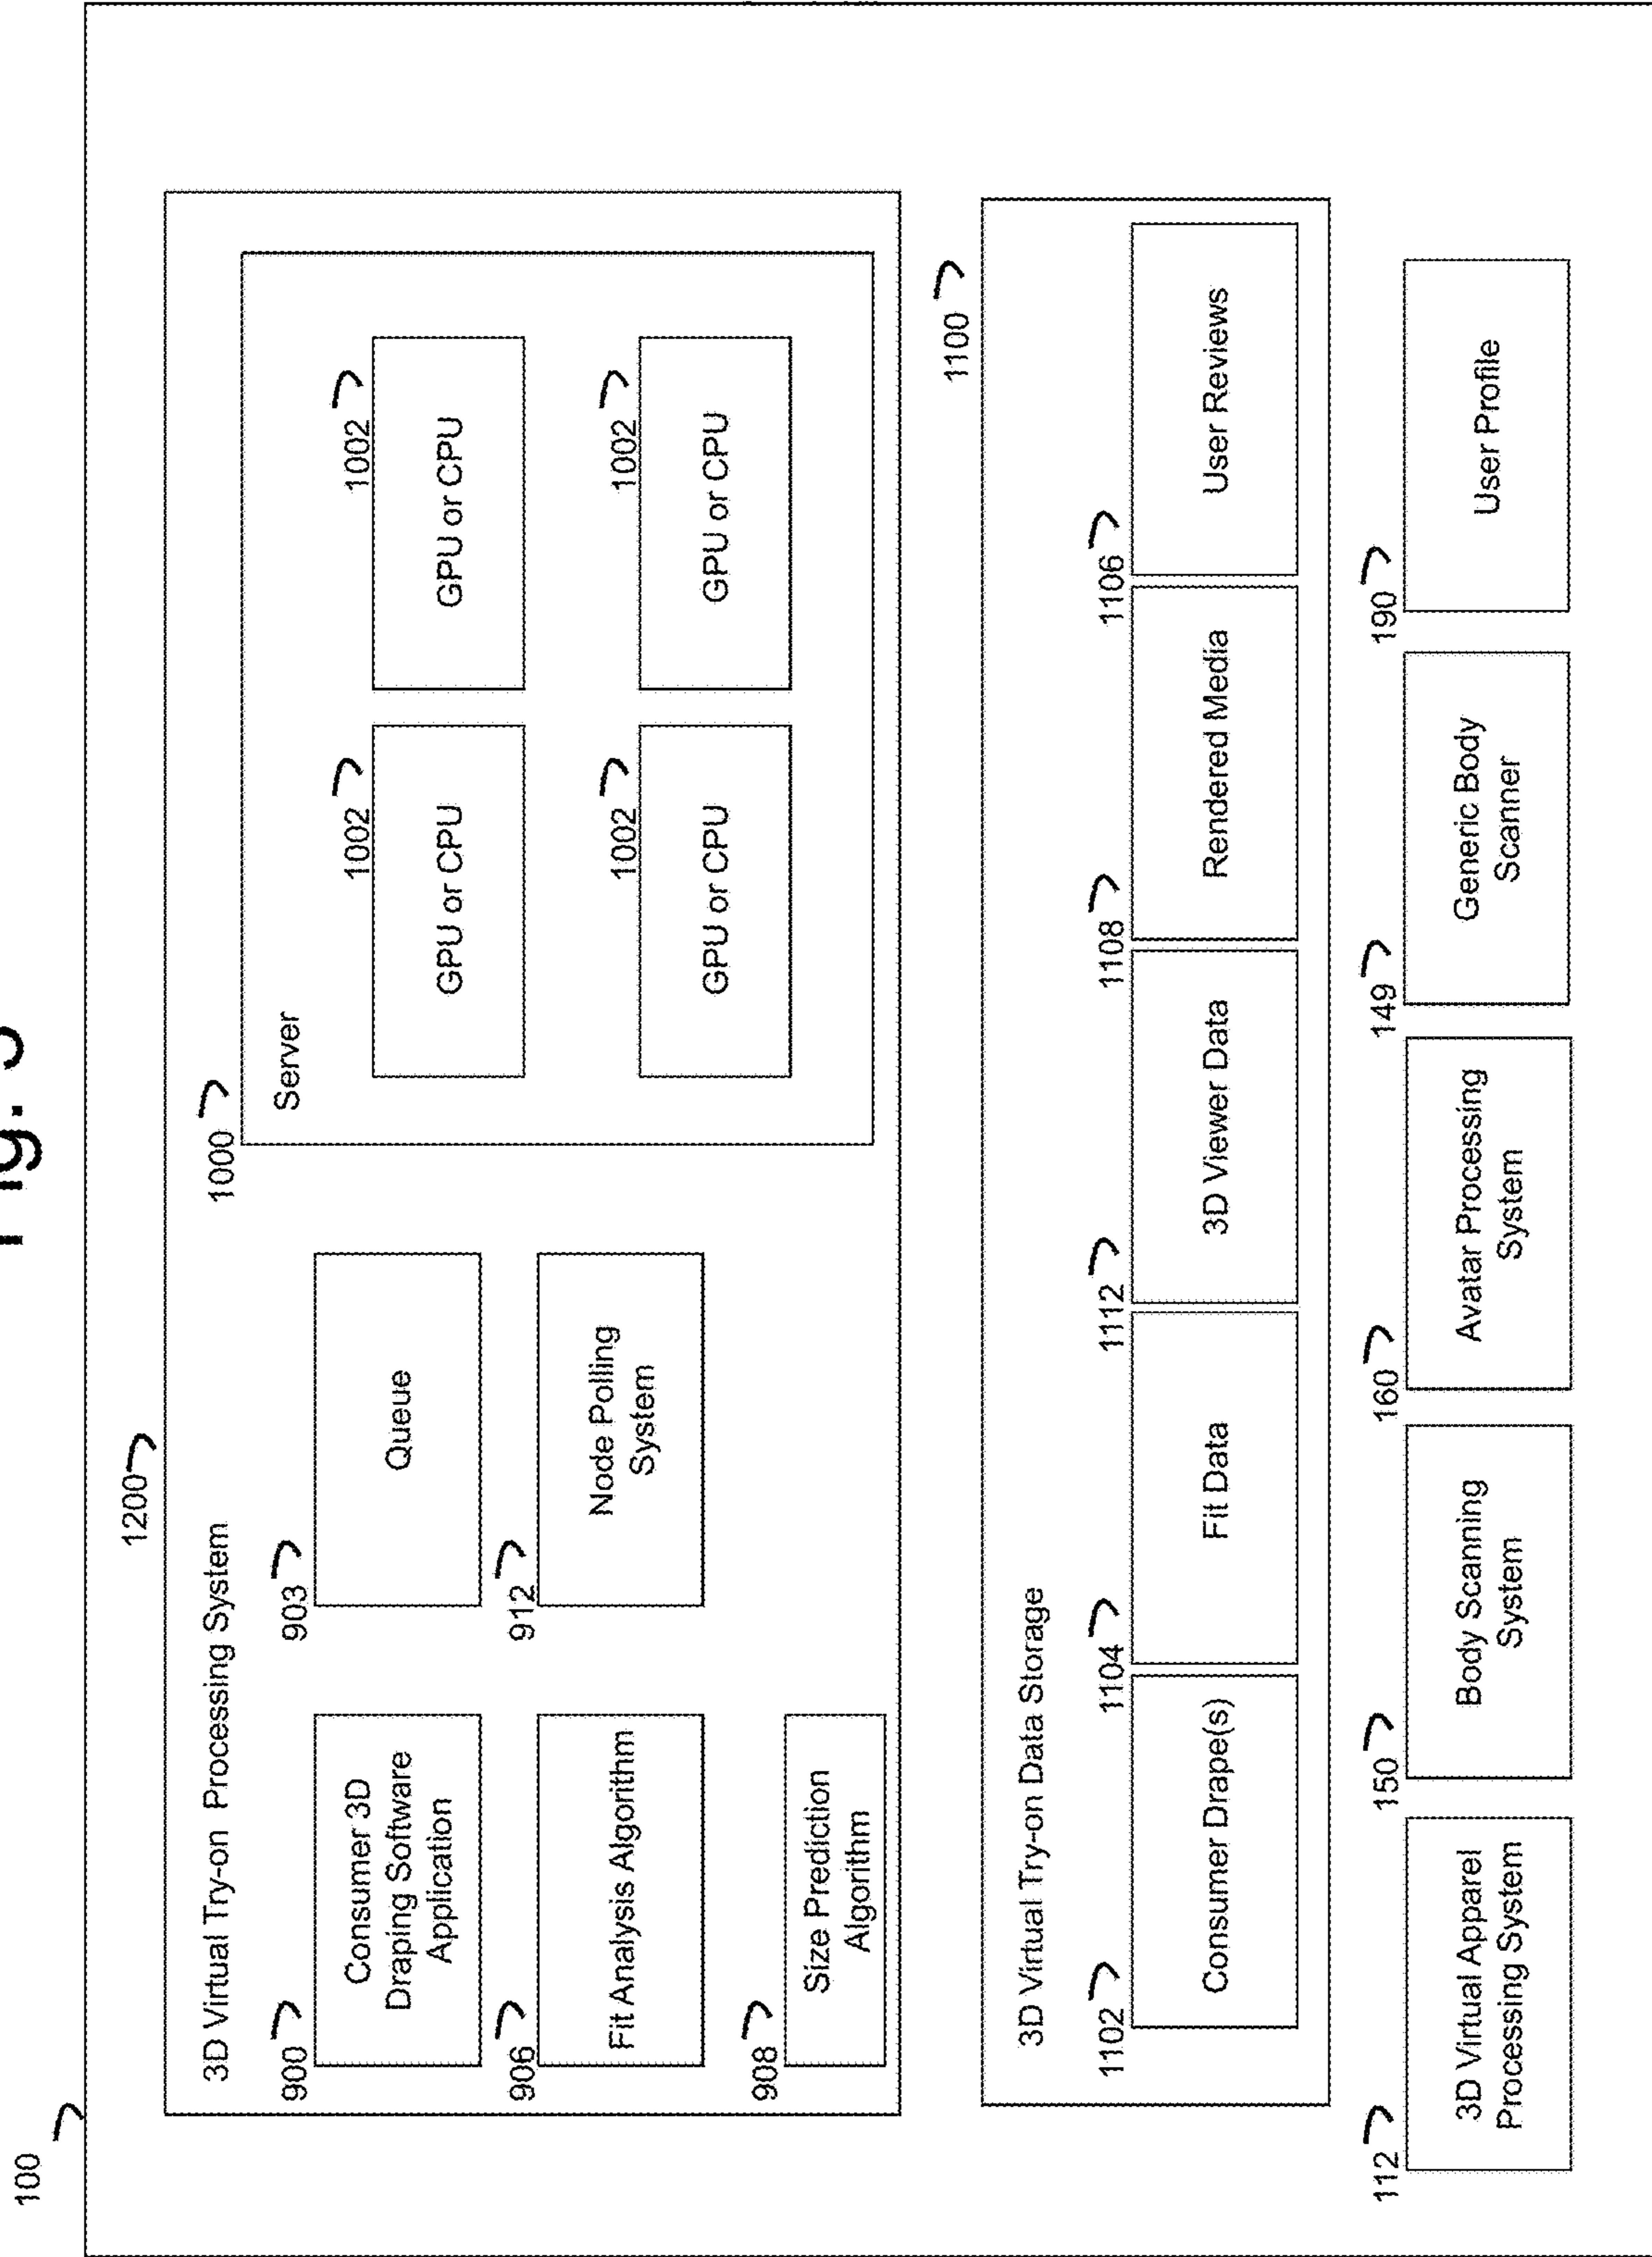 Fig.
100
1200
3D Virtual Try-on Processing System
1000
Server
900
Consumer 3D
Draping Software
Application
903
Queue
1002
GPU or CPU
1002
GPU or CPU
906
Fit Analysis Algorithm
912
Node Polling
System
1002
GPU or CPU
1002
GPU or CPU
908
Size Prediction
Algorithm
1100
3D Virtual Try-on Data Storage
1102
Consumer Drape(s)
1104
Fit Data
1112
3D Viewer Data
1108
Rendered Media
1106
User Reviews
112
3D Virtual Apparel
Processing System
150
Body Scanning
System
160
Avatar Processing
System
149
Generic Body
Scanner
190
User Profile